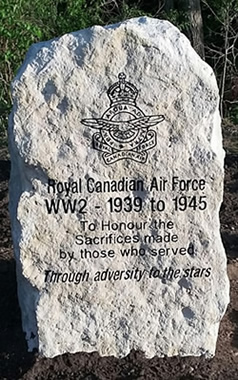 Royal Canadian Air Force
WW2 - 1939 to 1945
To Honour the
Sacrifices made
by those who served
Through adversity to the stars